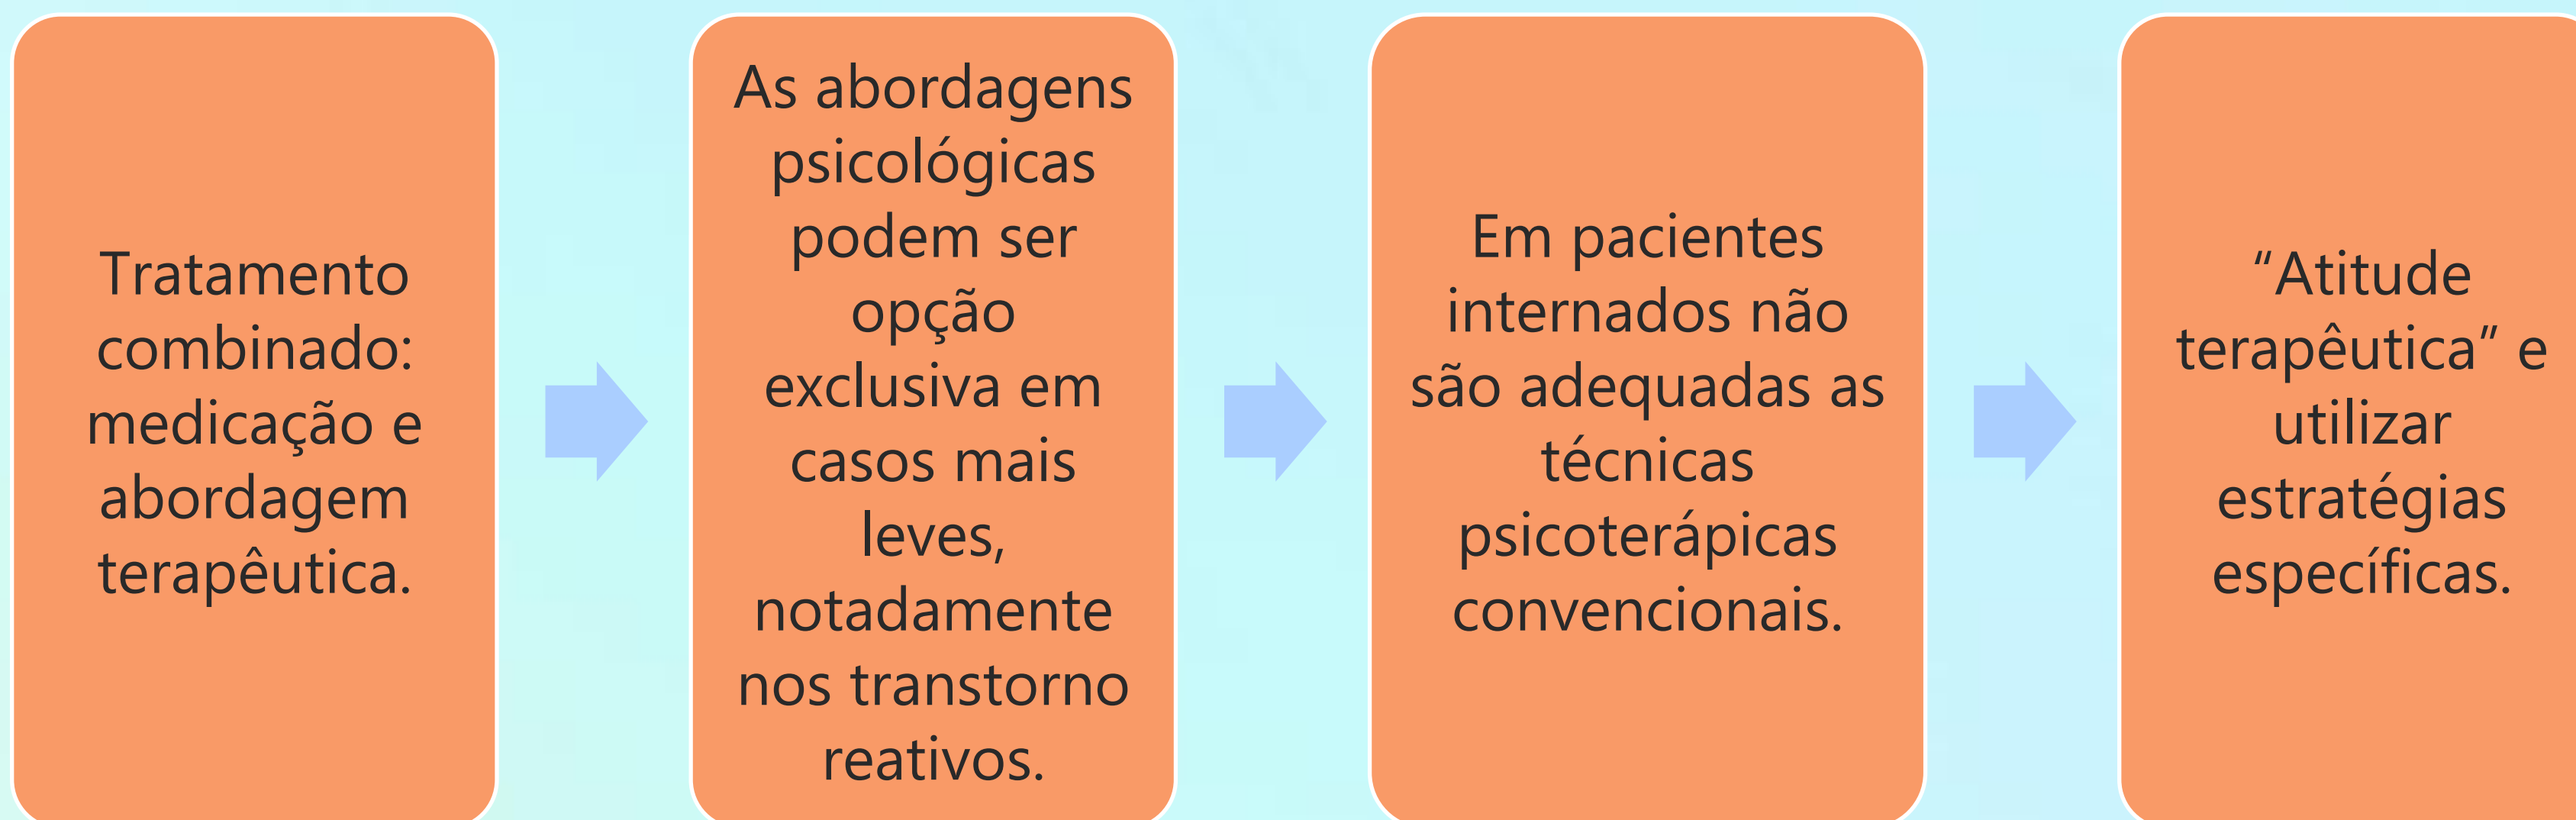 Tratamento
combinado:
medicação e
abordagem
terapêutica.
As abordagens
psicológicas
podem ser
opção
exclusiva em
casos mais
leves,
notadamente
nos transtorno
reativos.
Em pacientes
internados não
são adequadas as
técnicas
psicoterápicas
convencionais.
“Atitude
terapêutica” e
utilizar
estratégias
específicas.